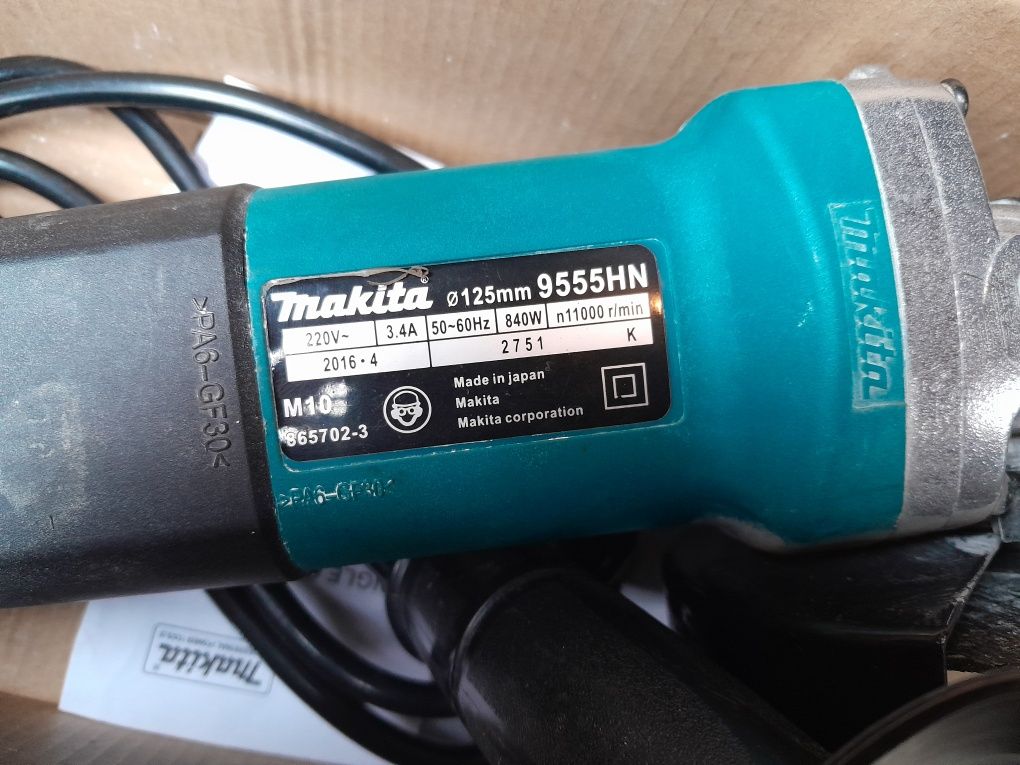 makita® ø125mm 9555HN
220V~ 3.4A 50~60Hz 840W n11000 r/min
2016 • 4 2751 K
M10
865702-3
Made in japan
Makita
Makita corporation
>PA6-GF30<
>PA6-GF30<
makita
makita